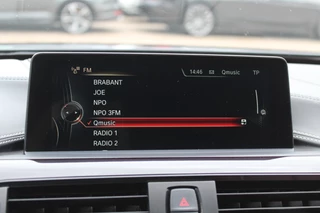 FM
14:46 Qmusic TP
BRABANT
JOE
NPO
NPO 3FM
Qmusic
RADIO 1
RADIO 2